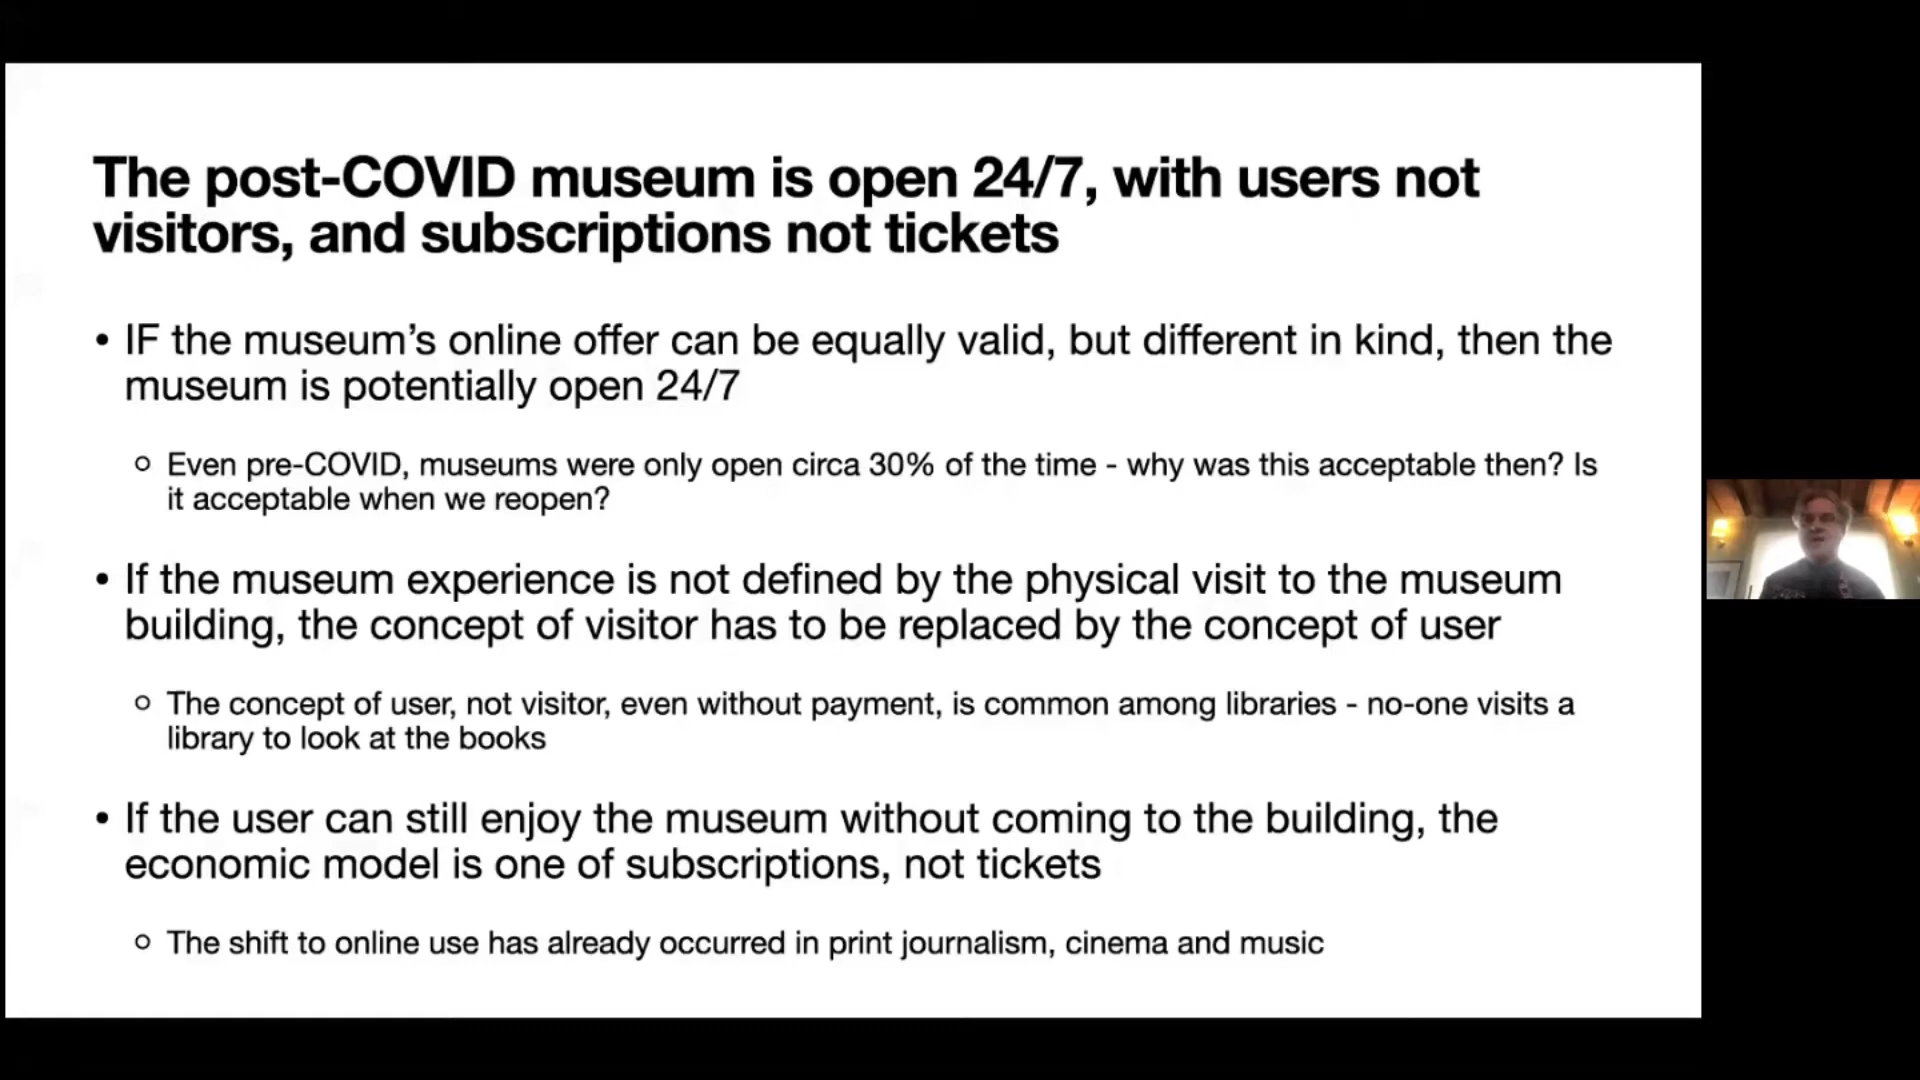 The post-COVID museum is open 24/7, with users not
visitors, and subscriptions not tickets
• IF the museum’s online offer can be equally valid, but different in kind, then the
museum is potentially open 24/7
○ Even pre-COVID, museums were only open circa 30% of the time - why was this acceptable then? Is
it acceptable when we reopen?
• If the museum experience is not defined by the physical visit to the museum
building, the concept of visitor has to be replaced by the concept of user
○ The concept of user, not visitor, even without payment, is common among libraries - no-one visits a
library to look at the books
• If the user can still enjoy the museum without coming to the building, the
economic model is one of subscriptions, not tickets
○ The shift to online use has already occurred in print journalism, cinema and music